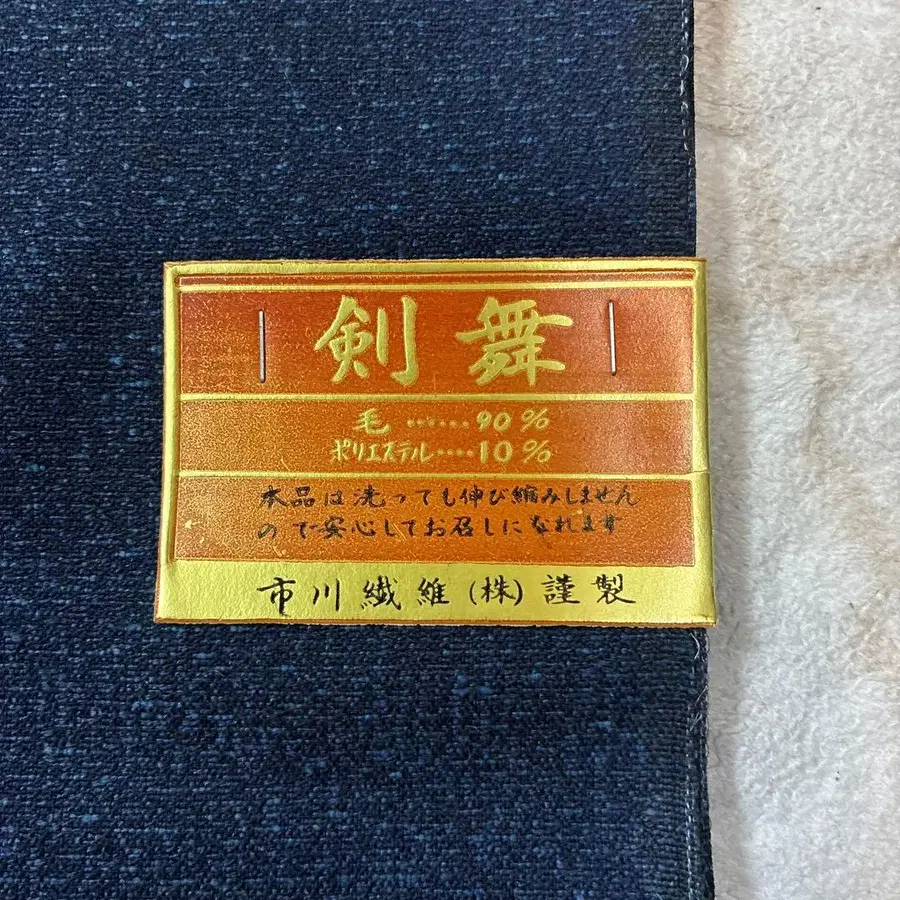 剣舞
毛……90%
ポリエステル‥‥10%
本品は洗っても伸び縮みしません
ので安心してお召しになれます
市川繊維(株)謹製